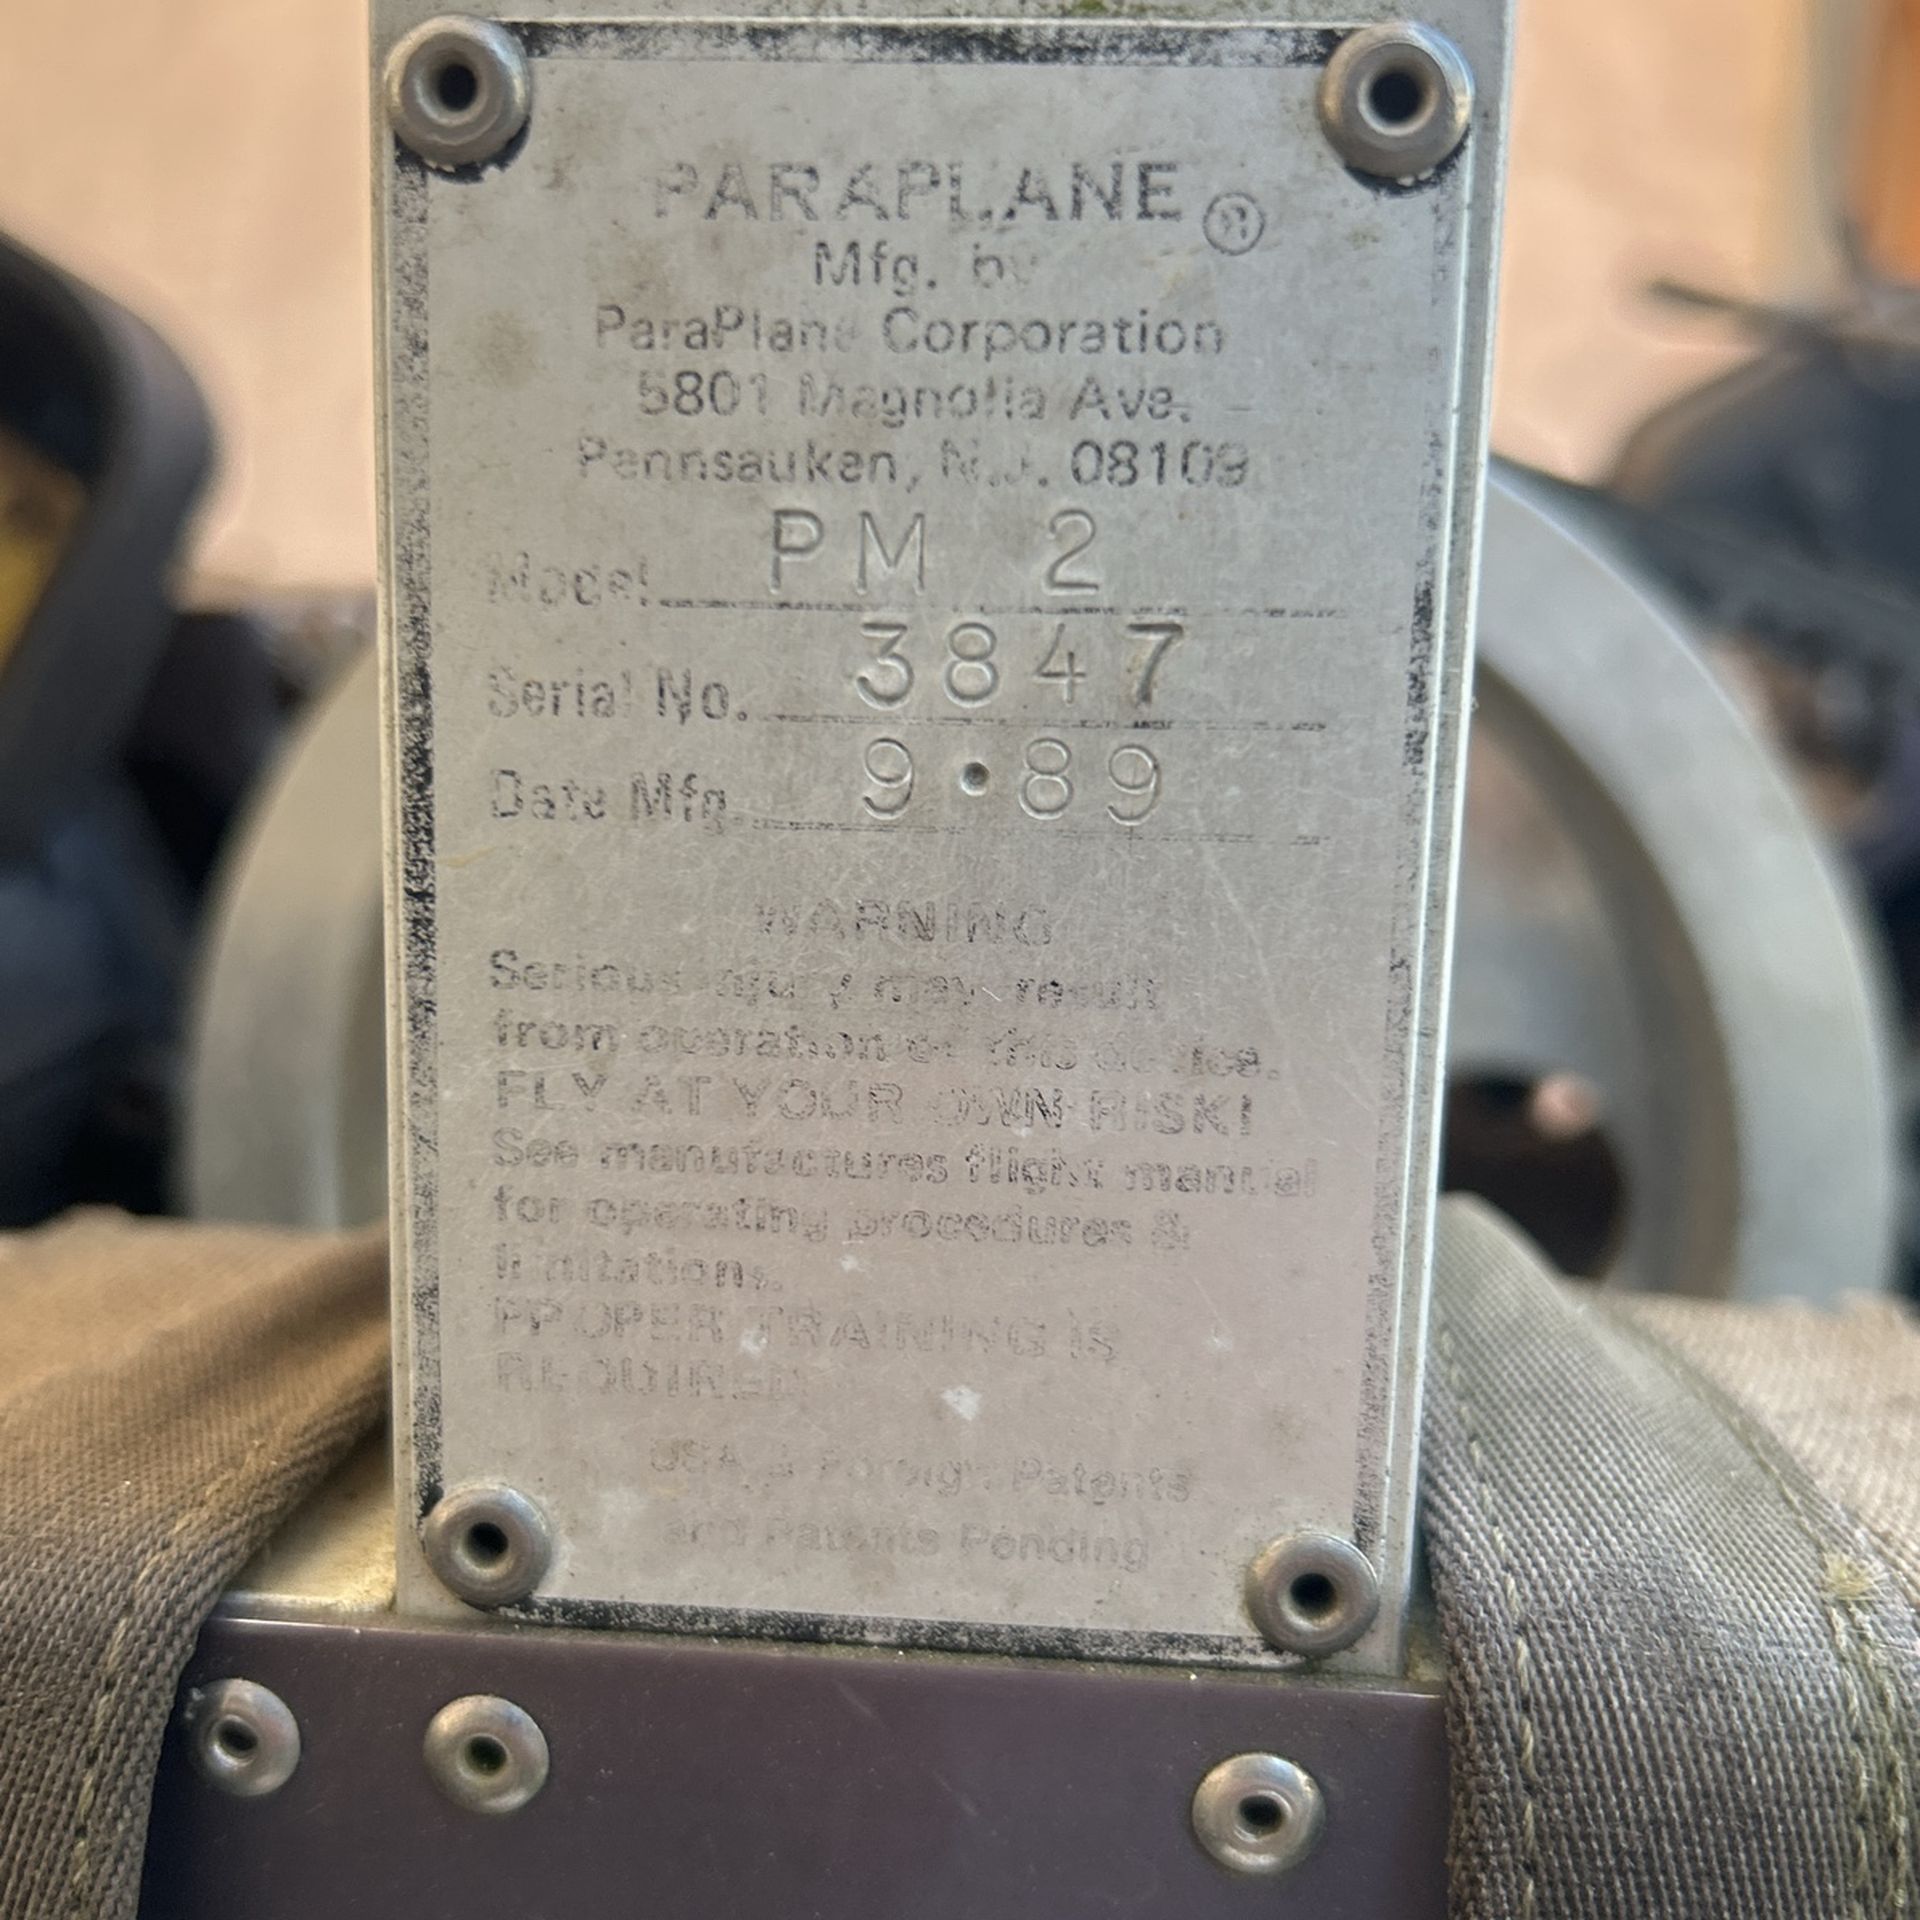 PARAPLANE ®
Mfg. by
ParaPlane Corporation
5801 Magnolia Ave.
Pennsauken, N.J. 08109
Model PM 2
Serial No. 3847
Date Mfg. 9•89
WARNING
Serious injury may result
from operation of this device.
FLY AT YOUR OWN RISK!
See manufactures flight manual
for operating procedures &
limitations.
PROPER TRAINING IS
REQUIRED
USA & Foreign Patents
and Patents Pending